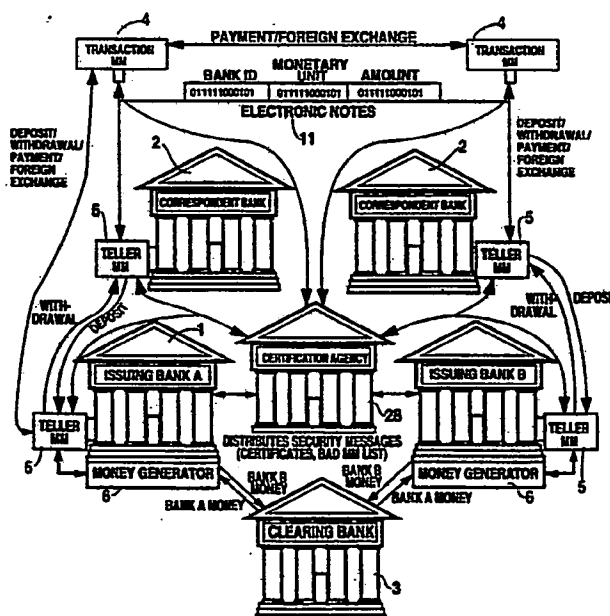 4
4
TRANSACTION
MM
PAYMENT/FOREIGN EXCHANGE
TRANSACTION
MM
BANK ID
MONETARY
UNIT
AMOUNT
011111000101
011111000101
011111000101
ELECTRONIC NOTES
11
DEPOSIT/
WITHDRAWAL/
PAYMENT/
FOREIGN
EXCHANGE
DEPOSIT/
WITHDRAWAL/
PAYMENT/
FOREIGN
EXCHANGE
2
2
CORRESPONDENT BANK
CORRESPONDENT BANK
5
5
TELLER
MM
TELLER
MM
WITH-
DRAWAL
DEPOSIT
WITH-
DRAWAL
DEPOSIT
1
CERTIFICATION AGENCY
ISSUING BANK A
ISSUING BANK B
28
TELLER
MM
5
TELLER
MM
5
DISTRIBUTES SECURITY MESSAGES
(CERTIFICATES, BAD MM LIST)
MONEY GENERATOR
6
MONEY GENERATOR
6
BANK B
MONEY
BANK A MONEY
BANK B
MONEY
BANK A MONEY
CLEARING BANK
3